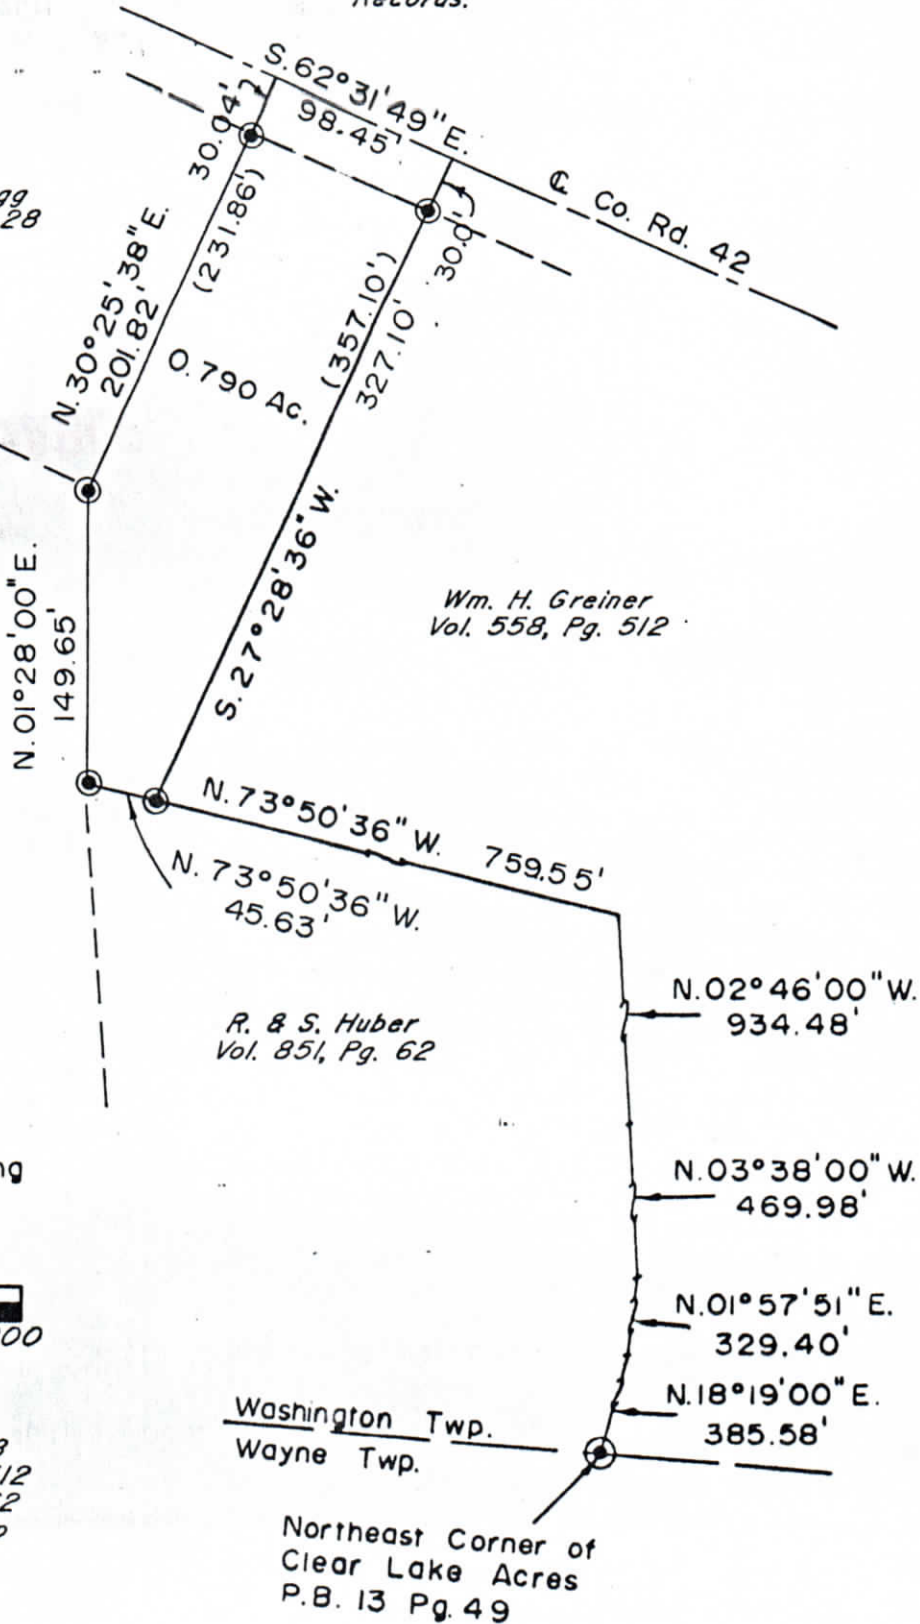 Records.
S.62°31'49"E.
98.45'
30.04'
(231.86')
N.30°25'38"E.
201.82'
0.790 Ac.
(357.10')
327.10'
30.0'
℄ Co. Rd. 42
28
S.27°28'36"W.
N.01°28'00"E.
149.65'
Wm. H. Greiner
Vol. 558, Pg. 512
N.73°50'36"W. 759.55'
N. 73°50'36"W.
45.63'
R. & S. Huber
Vol. 851, Pg. 62
N.02°46'00"W.
934.48'
N.03°38'00"W.
469.98'
N.01°57'51"E.
329.40'
N.18°19'00"E.
385.58'
Washington Twp.
Wayne Twp.
Northeast Corner of
Clear Lake Acres
P.B. 13 Pg. 49